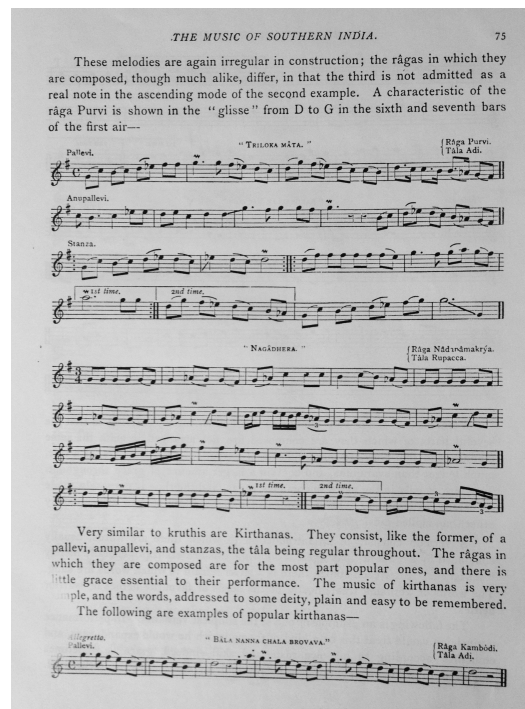 .THE MUSIC OF SOUTHERN INDIA. 75
These melodies are again irregular in construction; the râgas in which they
are composed, though much alike, differ, in that the third is not admitted as a
real note in the ascending mode of the second example. A characteristic of the
râga Purvi is shown in the "glisse" from D to G in the sixth and seventh bars
of the first air—
"TRILOKA MÂTA."
Râga Purvi.
Tâla Adi.
Pallevi.
Anupallevi.
Stanza.
1st time. 2nd time.
"NAGÂDHERA."
Râga Nâdanâmakrýa.
Tâla Rupacca.
3
4
3
1st time. 2nd time.
3
3
Very similar to kruthis are Kirthanas. They consist, like the former, of a
pallevi, anupallevi, and stanzas, the tâla being regular throughout. The râgas in
which they are composed are for the most part popular ones, and there is
little grace essential to their performance. The music of kirthanas is very
simple, and the words, addressed to some deity, plain and easy to be remembered.
The following are examples of popular kirthanas—
Allegretto.
Pallevi.
"BÂLA NANNA CHALA BROVAVA."
Râga Kambôdi.
Tâla Adi.